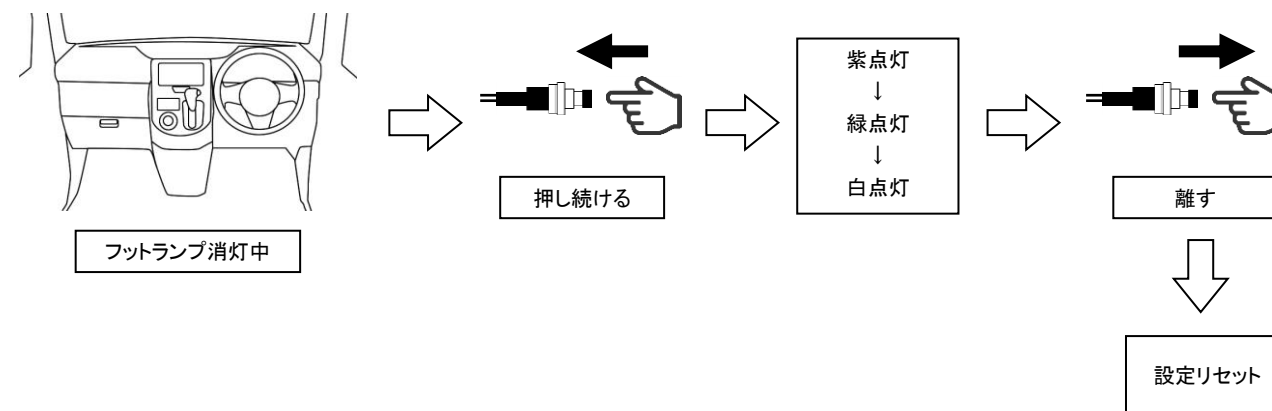 フットランプ消灯中
押し続ける
紫点灯
↓
緑点灯
↓
白点灯
離す
設定リセット